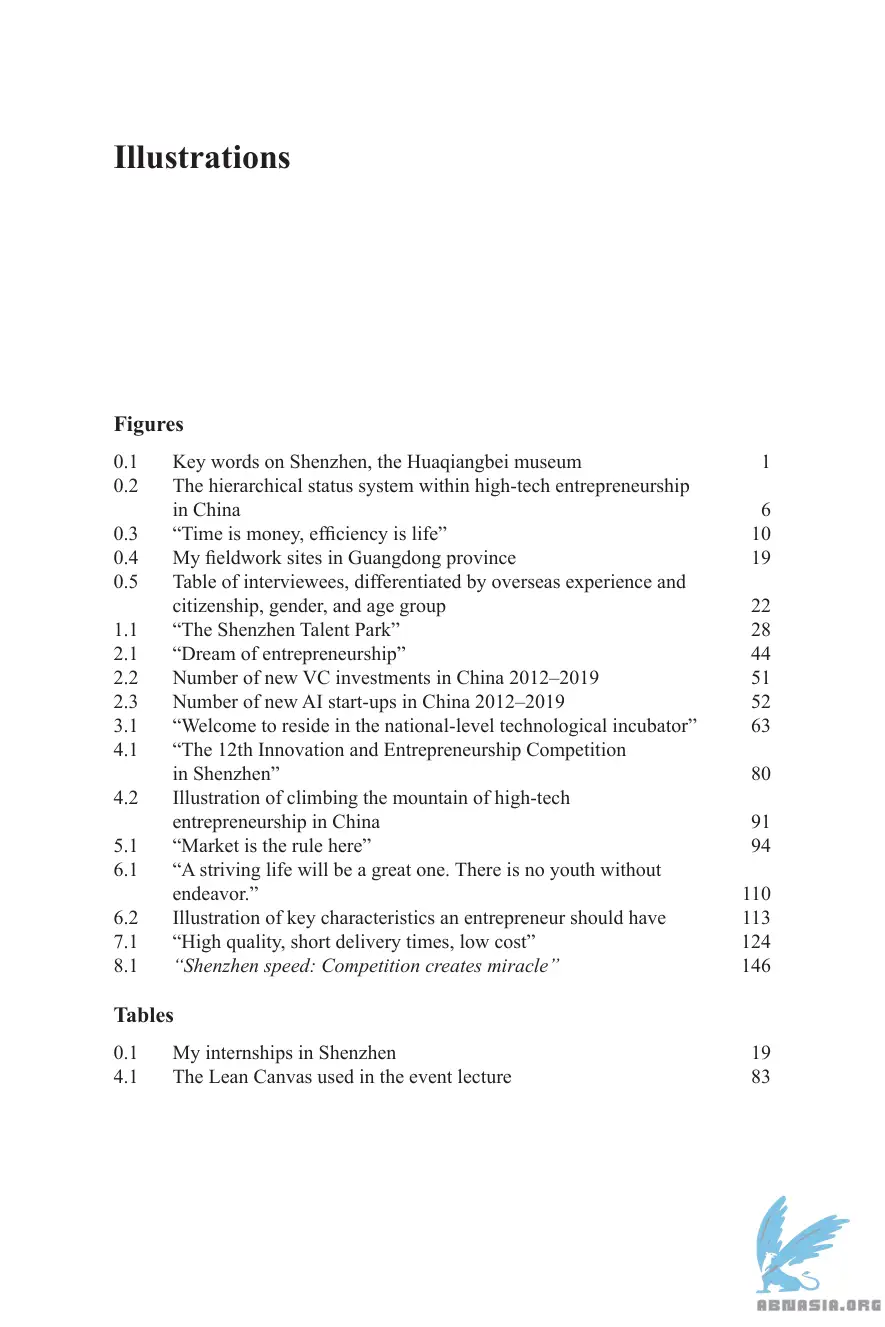 Illustrations
Figures
0.1 Key words on Shenzhen, the Huaqiangbei museum 1
0.2 The hierarchical status system within high-tech entrepreneurship
in China 6
0.3 “Time is money, efficiency is life” 10
0.4 My fieldwork sites in Guangdong province 19
0.5 Table of interviewees, differentiated by overseas experience and
citizenship, gender, and age group 22
1.1 “The Shenzhen Talent Park” 28
2.1 “Dream of entrepreneurship” 44
2.2 Number of new VC investments in China 2012–2019 51
2.3 Number of new AI start-ups in China 2012–2019 52
3.1 “Welcome to reside in the national-level technological incubator” 63
4.1 “The 12th Innovation and Entrepreneurship Competition
in Shenzhen” 80
4.2 Illustration of climbing the mountain of high-tech
entrepreneurship in China 91
5.1 “Market is the rule here” 94
6.1 “A striving life will be a great one. There is no youth without
endeavor.” 110
6.2 Illustration of key characteristics an entrepreneur should have 113
7.1 “High quality, short delivery times, low cost” 124
8.1 “Shenzhen speed: Competition creates miracle” 146
Tables
0.1 My internships in Shenzhen 19
4.1 The Lean Canvas used in the event lecture 83
ABNASIA.ORG